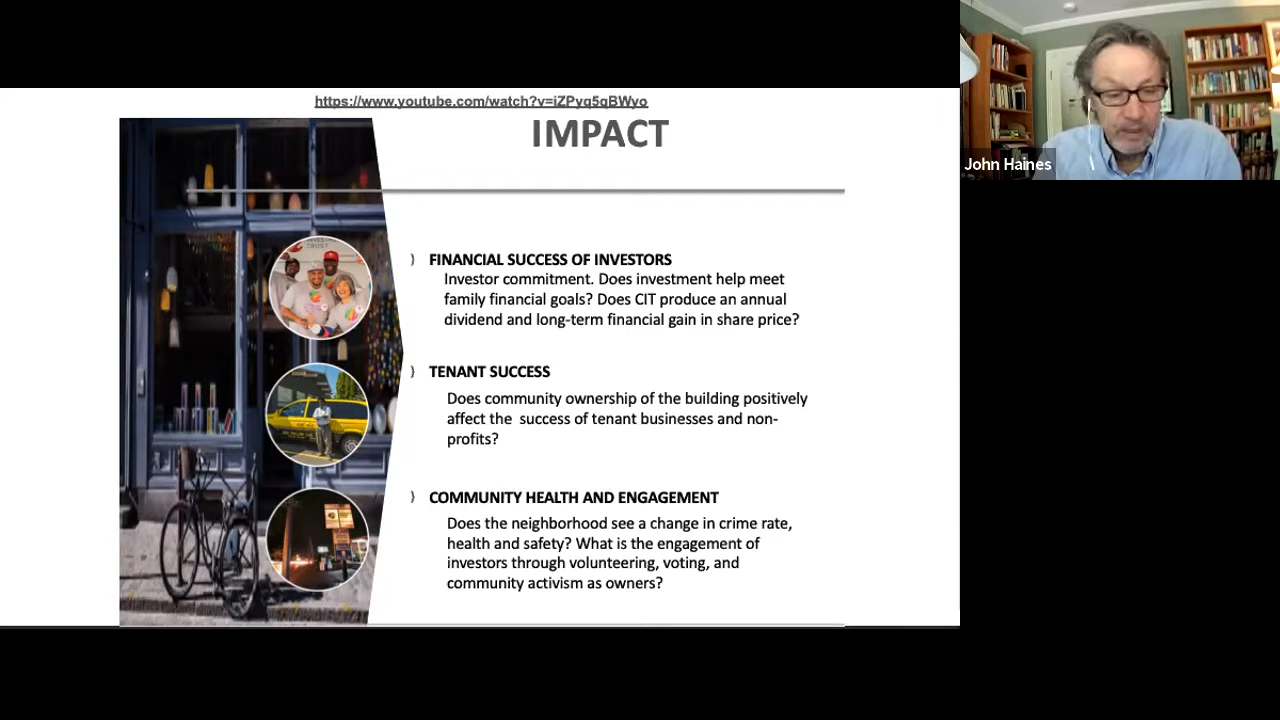 https://www.youtube.com/watch?v=iZPyq5qBWyo
IMPACT
John Haines
TRUST
FINANCIAL SUCCESS OF INVESTORS
Investor commitment. Does investment help meet
family financial goals? Does CIT produce an annual
dividend and long-term financial gain in share price?
TENANT SUCCESS
Does community ownership of the building positively
affect the success of tenant businesses and non-
profits?
COMMUNITY HEALTH AND ENGAGEMENT
Does the neighborhood see a change in crime rate,
health and safety? What is the engagement of
investors through volunteering, voting, and
community activism as owners?